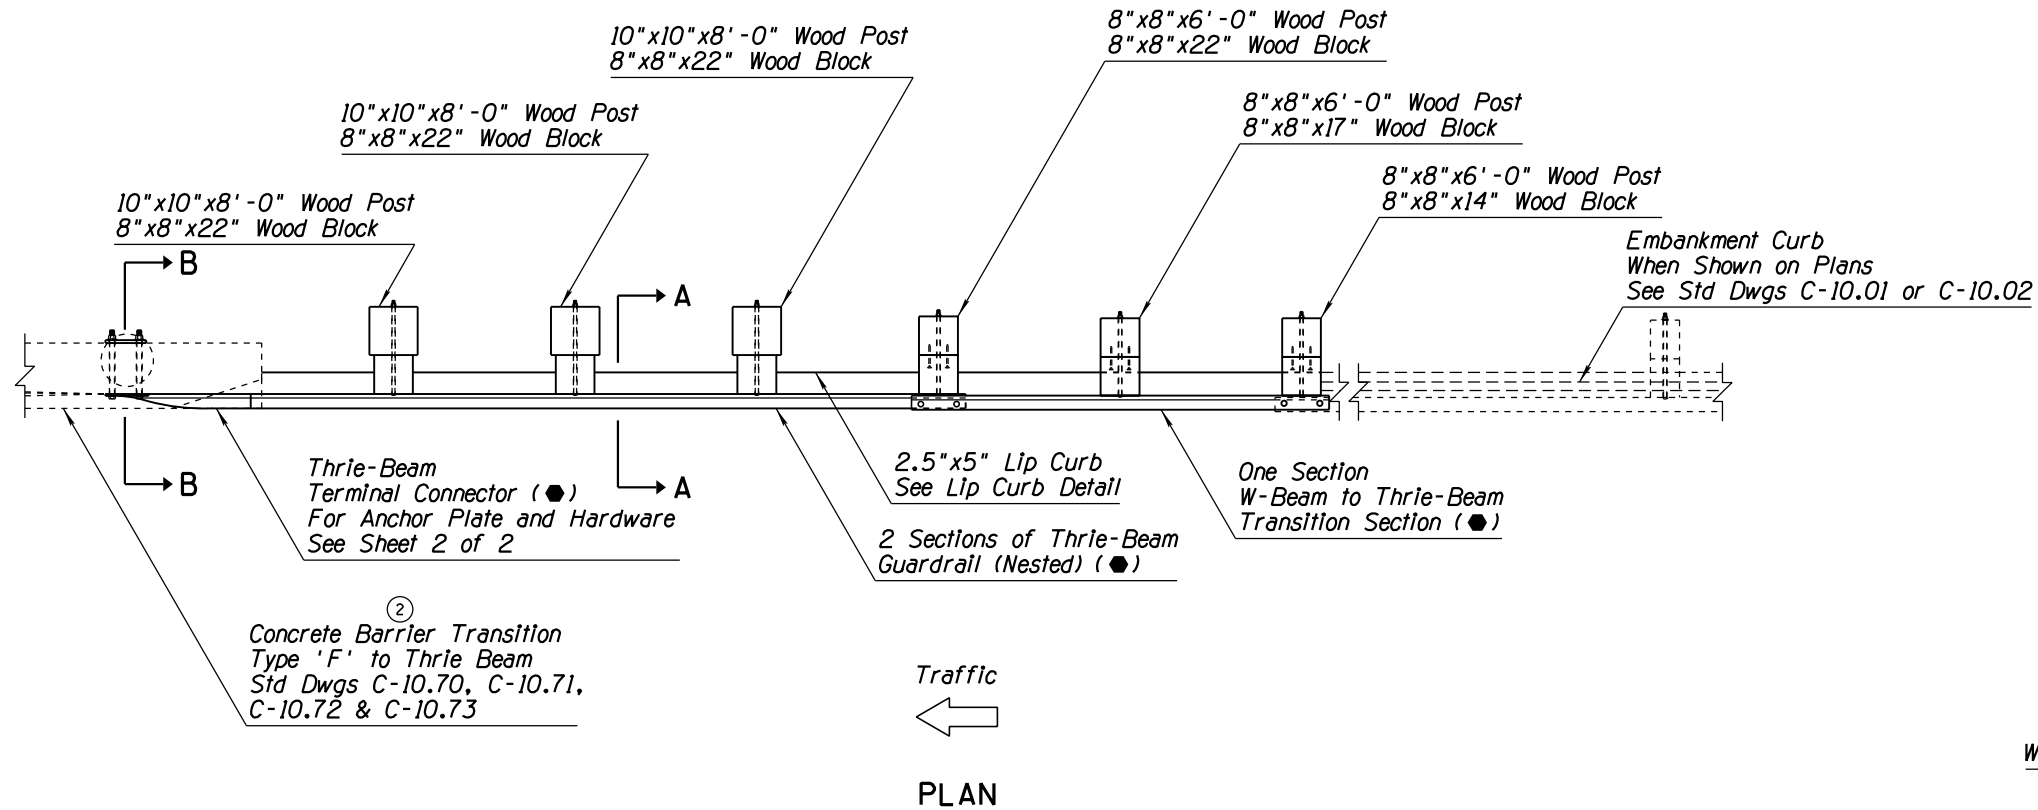 10"x10"x8'-0" Wood Post
8"x8"x22" Wood Block
10"x10"x8'-0" Wood Post
8"x8"x22" Wood Block
10"x10"x8'-0" Wood Post
8"x8"x22" Wood Block
8"x8"x6'-0" Wood Post
8"x8"x22" Wood Block
8"x8"x6'-0" Wood Post
8"x8"x17" Wood Block
8"x8"x6'-0" Wood Post
8"x8"x14" Wood Block
Embankment Curb
When Shown on Plans
See Std Dwgs C-10.01 or C-10.02
B
A
B
A
Thrie-Beam
Terminal Connector (⬢)
For Anchor Plate and Hardware
See Sheet 2 of 2
2.5"x5" Lip Curb
See Lip Curb Detail
2 Sections of Thrie-Beam
Guardrail (Nested) (⬢)
One Section
W-Beam to Thrie-Beam
Transition Section (⬢)
2
Concrete Barrier Transition
Type 'F' to Thrie Beam
Std Dwgs C-10.70, C-10.71,
C-10.72 & C-10.73
Traffic
PLAN
W